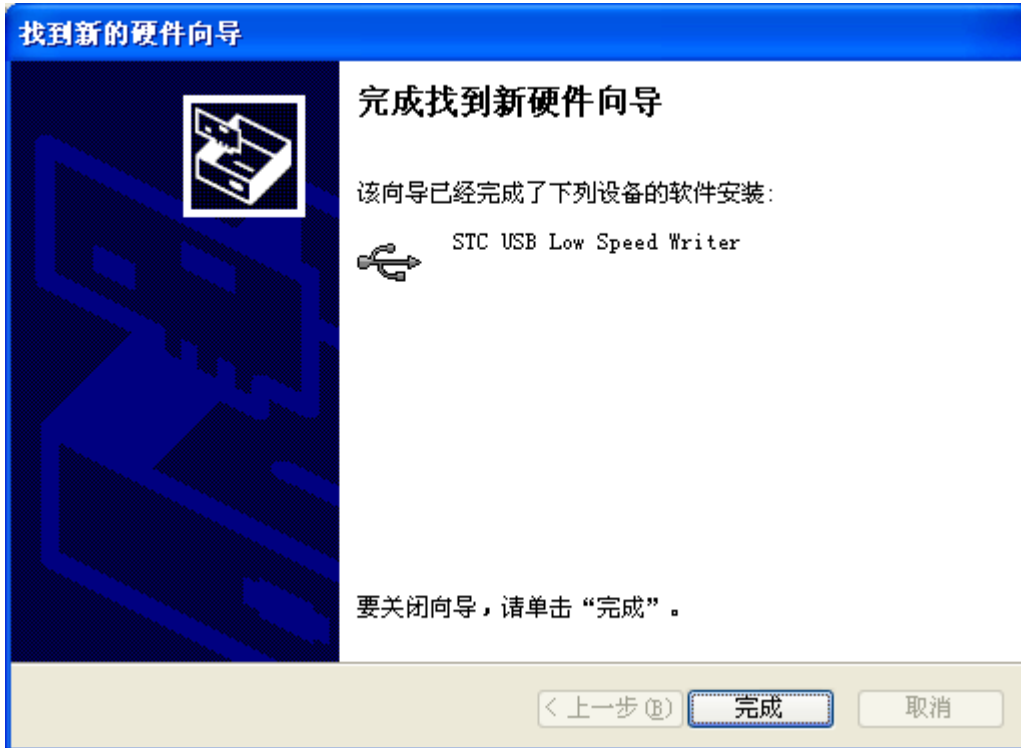 找到新的硬件向导
完成找到新硬件向导
该向导已经完成了下列设备的软件安装:
STC USB Low Speed Writer
要关闭向导，请单击“完成”。
< 上一步(B)
完成
取消